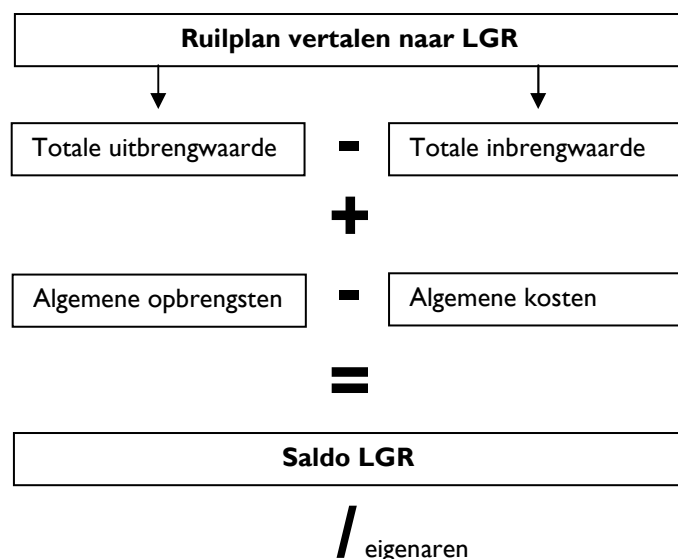 Ruilplan vertalen naar LGR
Totale uitbrengwaarde - Totale inbrengwaarde
+
Algemene opbrengsten - Algemene kosten
=
Saldo LGR
/ eigenaren